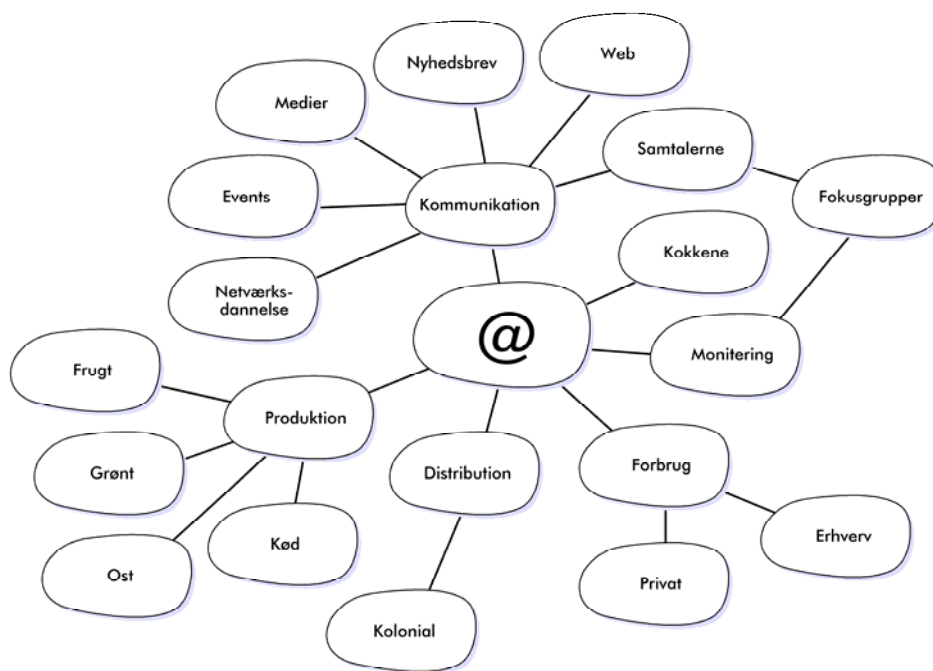 Web
Nyhedsbrev
Medier
Samtalerne
Events
Kommunikation
Fokusgrupper
Kokkene
Netværks-
dannelse
@
Monitering
Frugt
Produktion
Grønt
Distribution
Forbrug
Kød
Erhverv
Ost
Privat
Kolonial